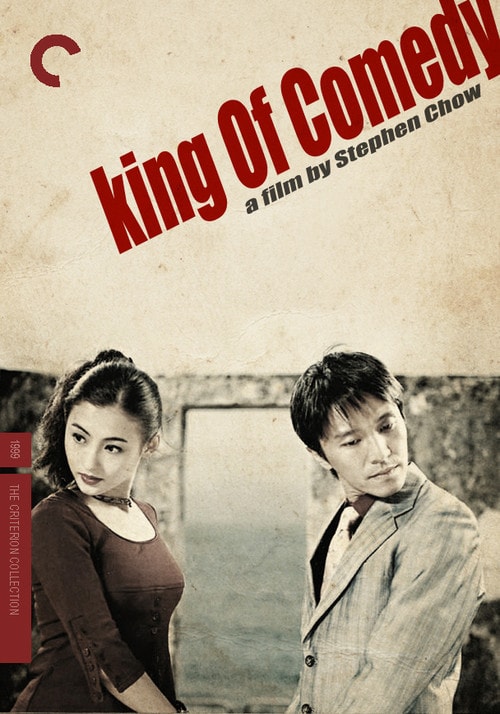 king Of Comedy
a film by Stephen Chow
1999
THE CRITERION COLLECTION